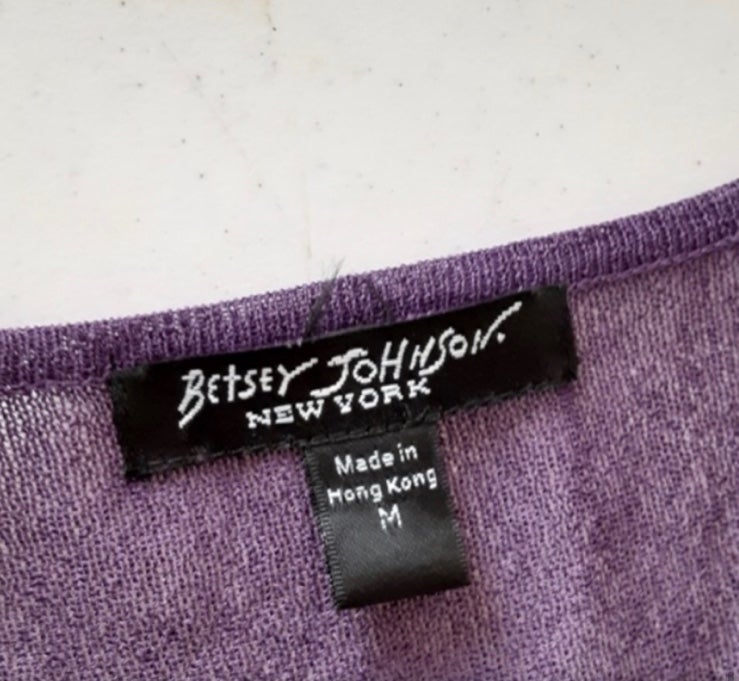 BEtSEY JOHNSON.
NEW YORK
Made in
Hong Kong
M